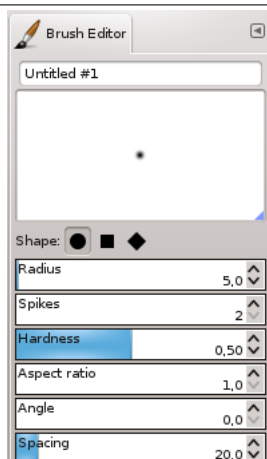 Brush Editor
Untitled #1
Shape:
Radius
5,0
Spikes
2
Hardness
0,50
Aspect ratio
1,0
Angle
0,0
Spacing
20,0